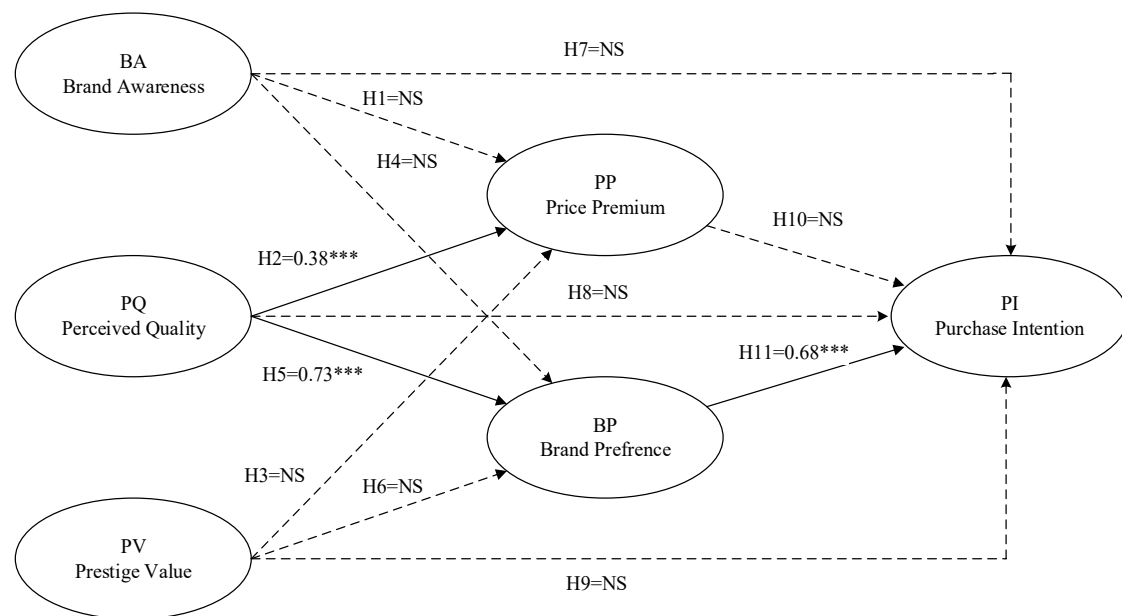 BA
Brand Awareness
H7=NS
H1=NS
H4=NS
PP
Price Premium
H10=NS
H2=0.38***
PQ
Perceived Quality
H8=NS
PI
Purchase Intention
H11=0.68***
H5=0.73***
BP
Brand Prefrence
H3=NS
H6=NS
PV
Prestige Value
H9=NS